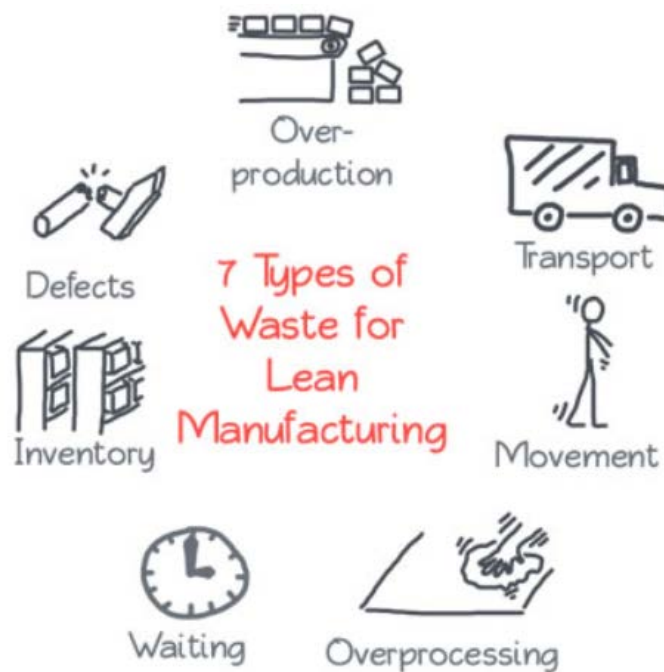 Over-
production
Transport
Defects
7 Types of
Waste for
Lean
Manufacturing
Inventory
Movement
Waiting
Overprocessing